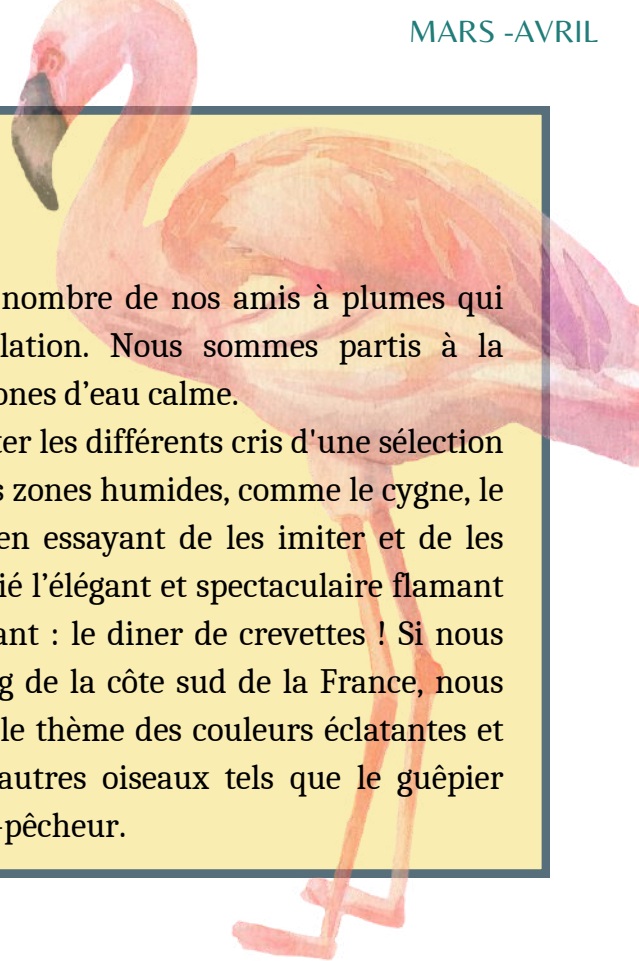 MARS -AVRIL
nombre de nos amis à plumes qui
lation. Nous sommes partis à la
ones d’eau calme.
ter les différents cris d'une sélection
s zones humides, comme le cygne, le
en essayant de les imiter et de les
ié l’élégant et spectaculaire flamant
ant : le diner de crevettes ! Si nous
g de la côte sud de la France, nous
le thème des couleurs éclatantes et
autres oiseaux tels que le guêpier
-pêcheur.